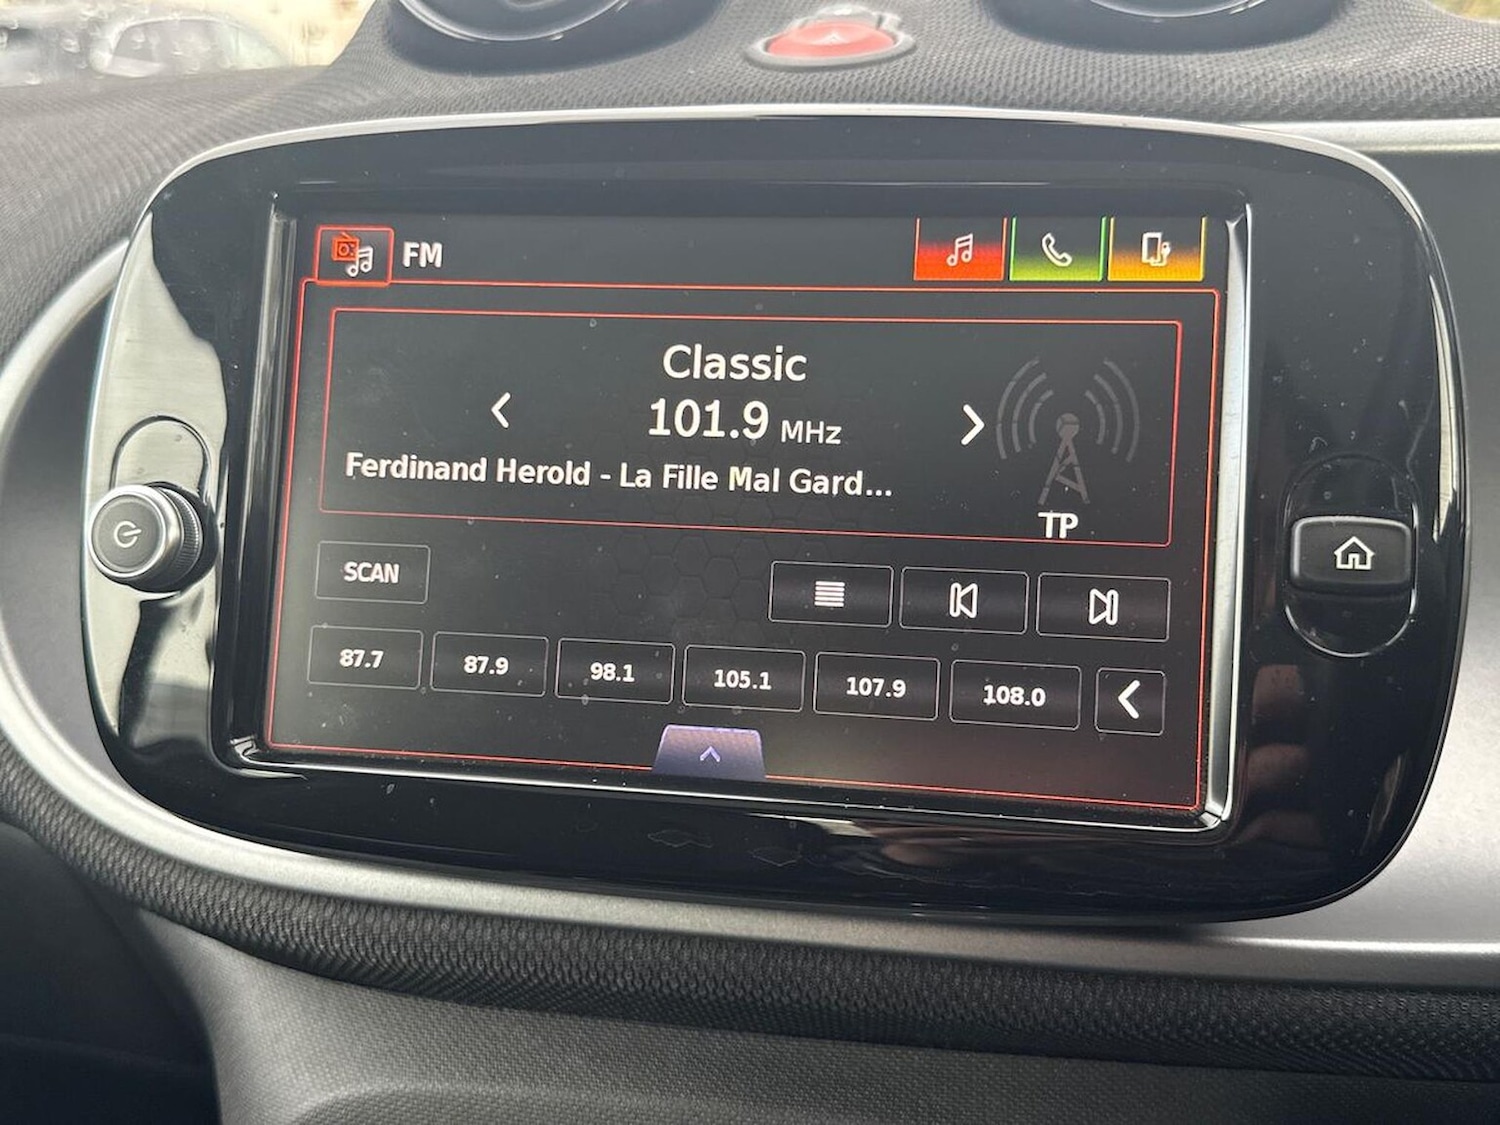 FM
Classic
101.9 MHz
Ferdinand Herold - La Fille Mal Gard...
TP
SCAN
87.7 87.9 98.1 105.1 107.9 108.0